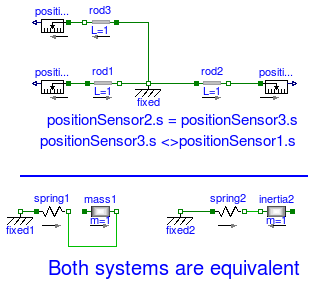 positi... rod3
L=1
positi... rod1 rod2 positi...
L=1 L=1
fixed
positionSensor2.s = positionSensor3.s
positionSensor3.s <>positionSensor1.s
spring1 mass1 spring2 inertia2
m=1 m=1
fixed1 fixed2
Both systems are equivalent